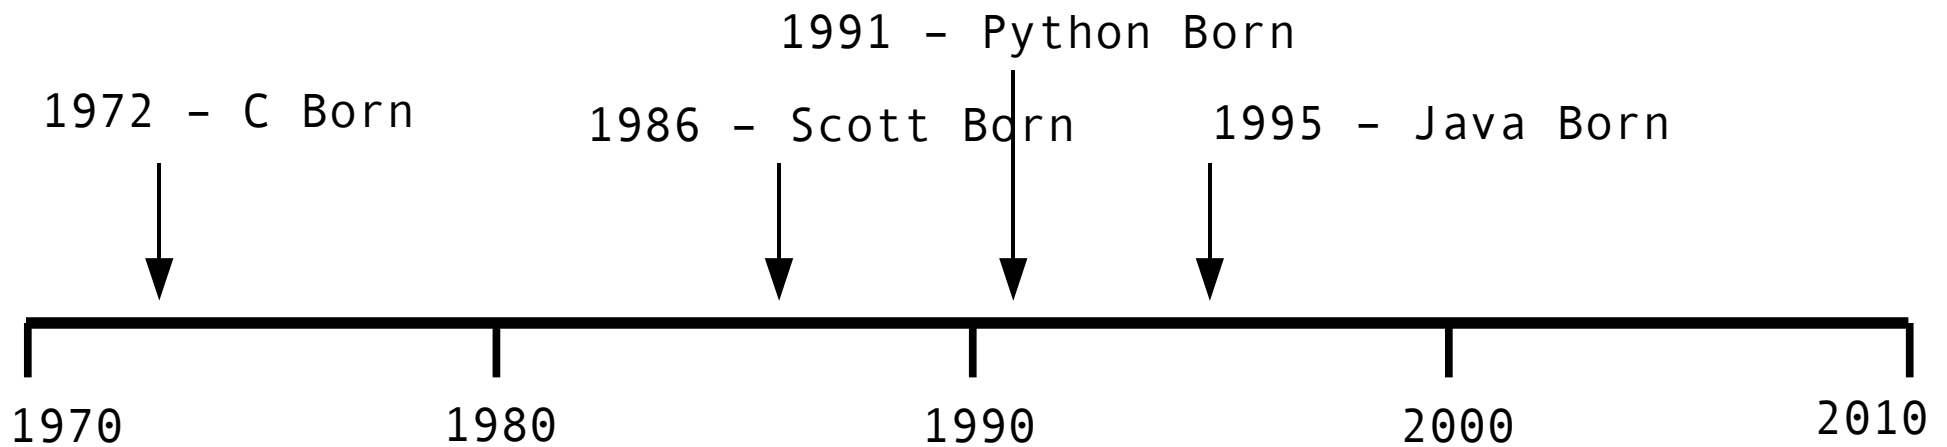 1991 – Python Born
1972 – C Born
1986 – Scott Born
1995 – Java Born
1970
1980
1990
2000
2010